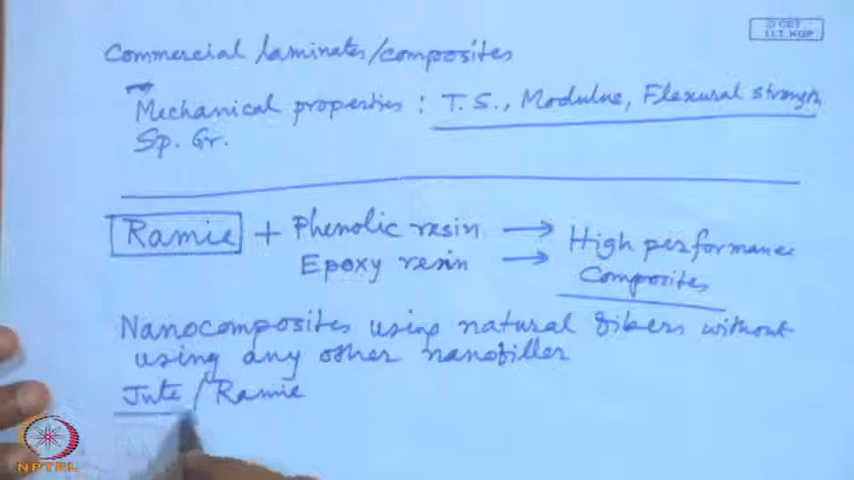 © CET
I.I.T. KGP
Commercial laminates/composites
Mechanical properties : T.S., Modulus, Flexural strength,
Sp. Gr.
Ramie + Phenolic resin → High performance
Epoxy resin → Composites
Nanocomposites using natural fibers without
using any other nanofiller
Jute / Ramie
NPTEL